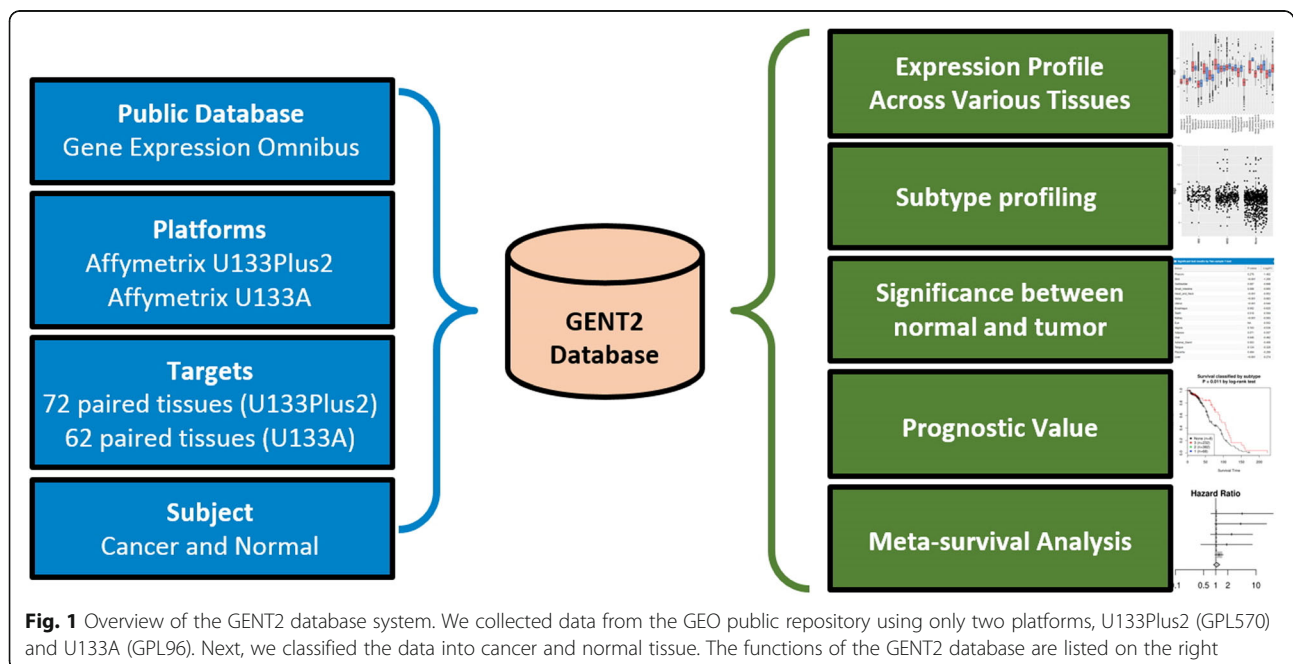 Public Database
Gene Expression Omnibus
Platforms
Affymetrix U133Plus2
Affymetrix U133A
Targets
72 paired tissues (U133Plus2)
62 paired tissues (U133A)
Subject
Cancer and Normal
GENT2
Database
Expression Profile
Across Various Tissues
Subtype profiling
Significance between
normal and tumor
Prognostic Value
Survival classified by subtype
P = 0.011 by log-rank test
Survival Time
Meta-survival Analysis
Hazard Ratio
0.1 0.5 1 2 10
Fig. 1 Overview of the GENT2 database system. We collected data from the GEO public repository using only two platforms, U133Plus2 (GPL570)
and U133A (GPL96). Next, we classified the data into cancer and normal tissue. The functions of the GENT2 database are listed on the right